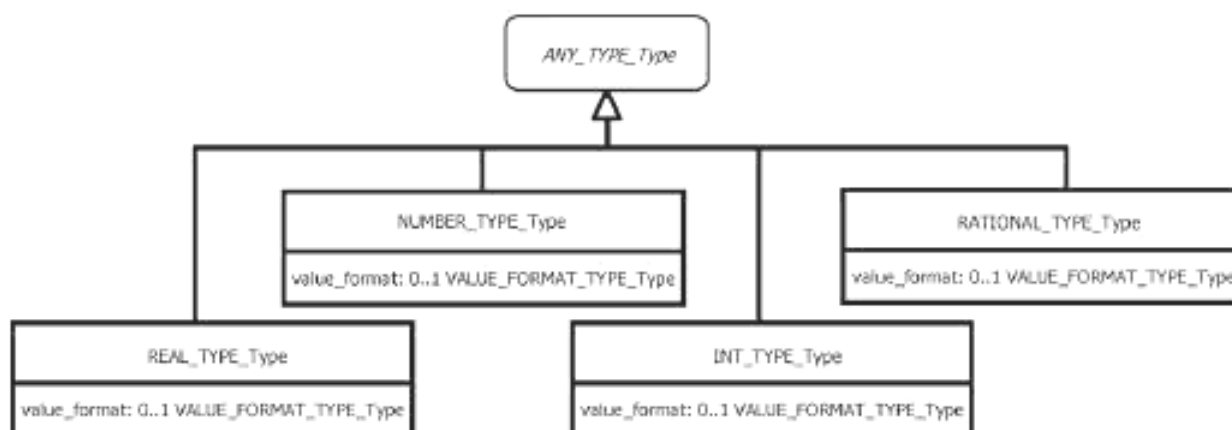 ANY_TYPE_Type
NUMBER_TYPE_Type
value_format: 0..1 VALUE_FORMAT_TYPE_Type
RATIONAL_TYPE_Type
value_format: 0..1 VALUE_FORMAT_TYPE_Type
REAL_TYPE_Type
value_format: 0..1 VALUE_FORMAT_TYPE_Type
INT_TYPE_Type
value_format: 0..1 VALUE_FORMAT_TYPE_Type